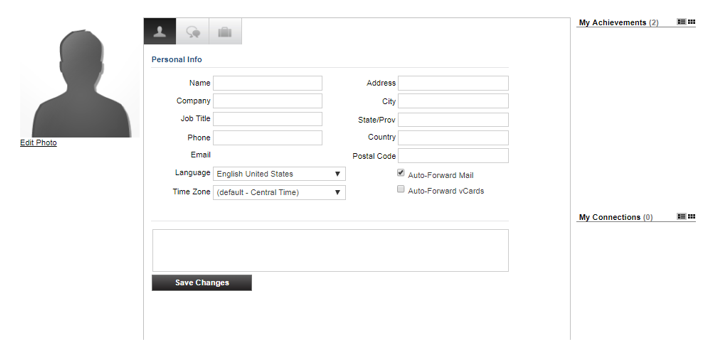 Edit Photo
Personal Info
Name
Company
Job Title
Phone
Email
Language English United States
Time Zone (default - Central Time)
Address
City
State/Prov
Country
Postal Code
Auto-Forward Mail
Auto-Forward vCards
Save Changes
My Achievements (2)
My Connections (0)